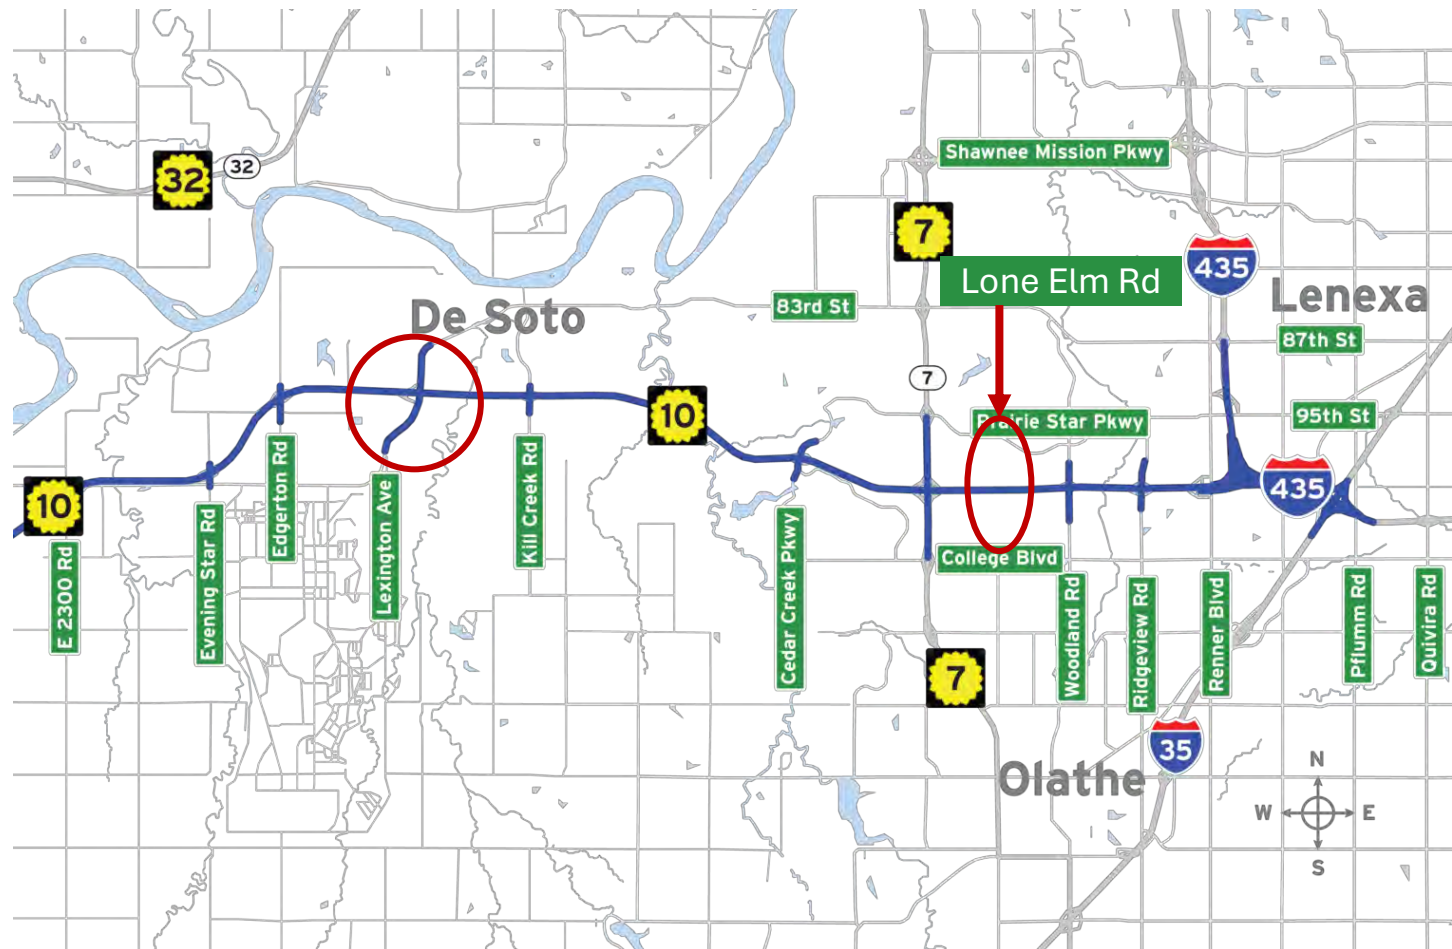 Shawnee Mission Pkwy
32
32
7
435
Lone Elm Rd
De Soto
83rd St
Lenexa
87th St
7
10
Prairie Star Pkwy
95th St
10
435
Edgerton Rd
Lexington Ave
Kill Creek Rd
Evening Star Rd
E 2300 Rd
Cedar Creek Pkwy
College Blvd
Woodland Rd
Ridgeview Rd
Renner Blvd
Pflumm Rd
Quivira Rd
7
35
Olathe
N
W
E
S